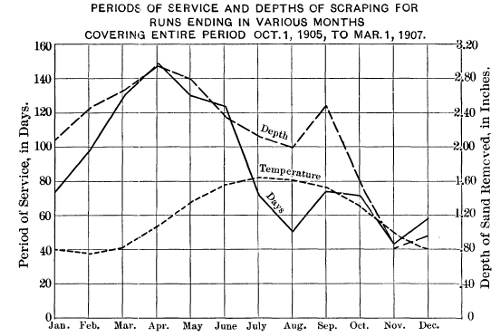 PERIODS OF SERVICE AND DEPTHS OF SCRAPING FOR
RUNS ENDING IN VARIOUS MONTHS
COVERING ENTIRE PERIOD OCT. 1, 1905, TO MAR. 1, 1907.
Period of Service, in Days.
160
140
120
100
80
60
40
20
0
Depth
Temperature
Days
3.20
2.80
2.40
2.00
1.60
1.20
.80
.40
0
Depth of Sand Removed, in Inches.
Jan. Feb. Mar. Apr. May June July Aug. Sep. Oct. Nov. Dec.